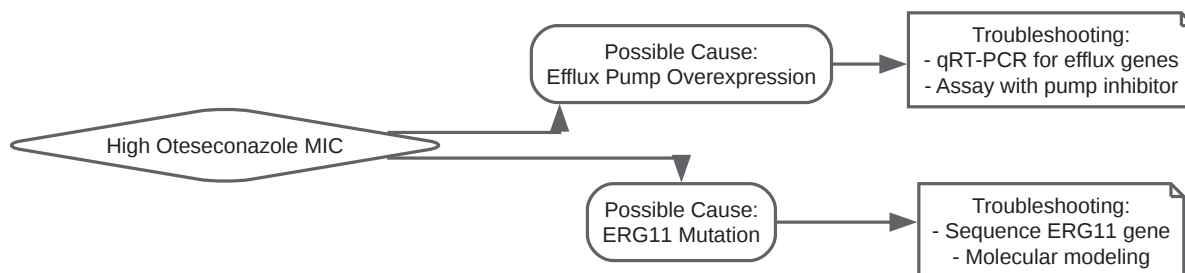 High Oteseconazole MIC
Possible Cause:
Efflux Pump Overexpression
Troubleshooting:
- qRT-PCR for efflux genes
- Assay with pump inhibitor
Possible Cause:
ERG11 Mutation
Troubleshooting:
- Sequence ERG11 gene
- Molecular modeling